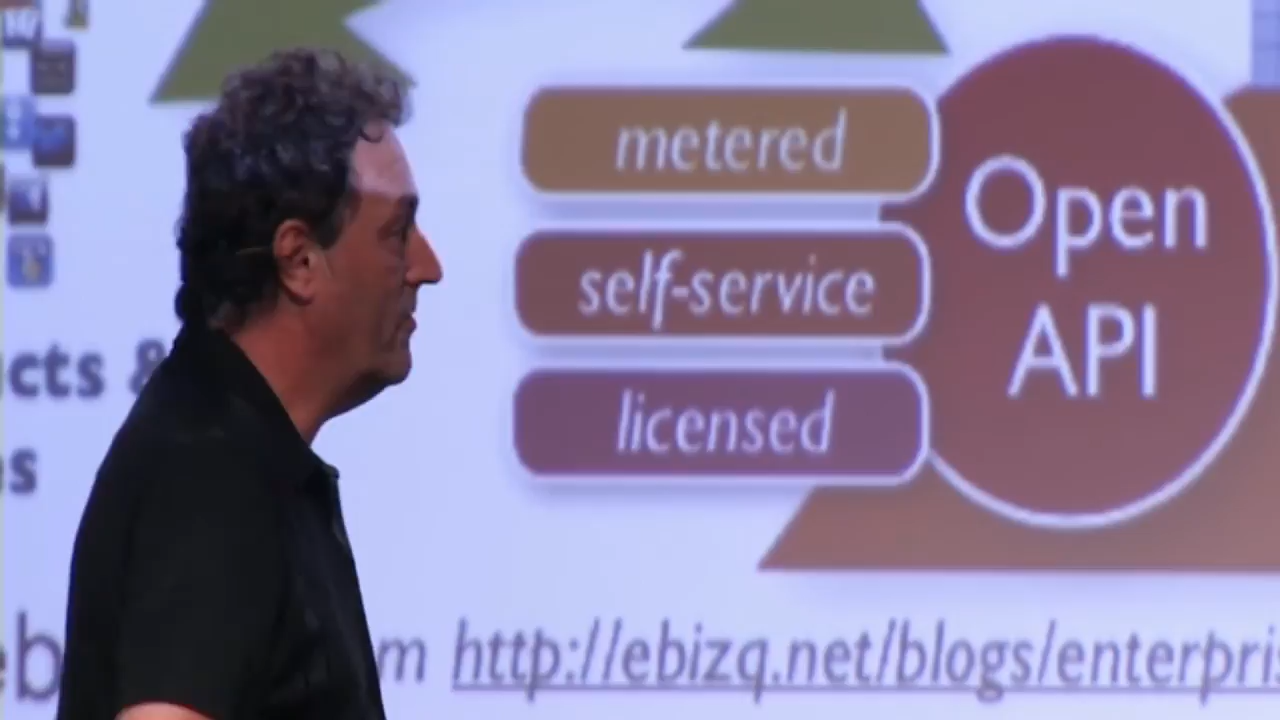 metered
Open
API
self-service
licensed
cts &
s
eb
m http://ebizq.net/blogs/enterpris